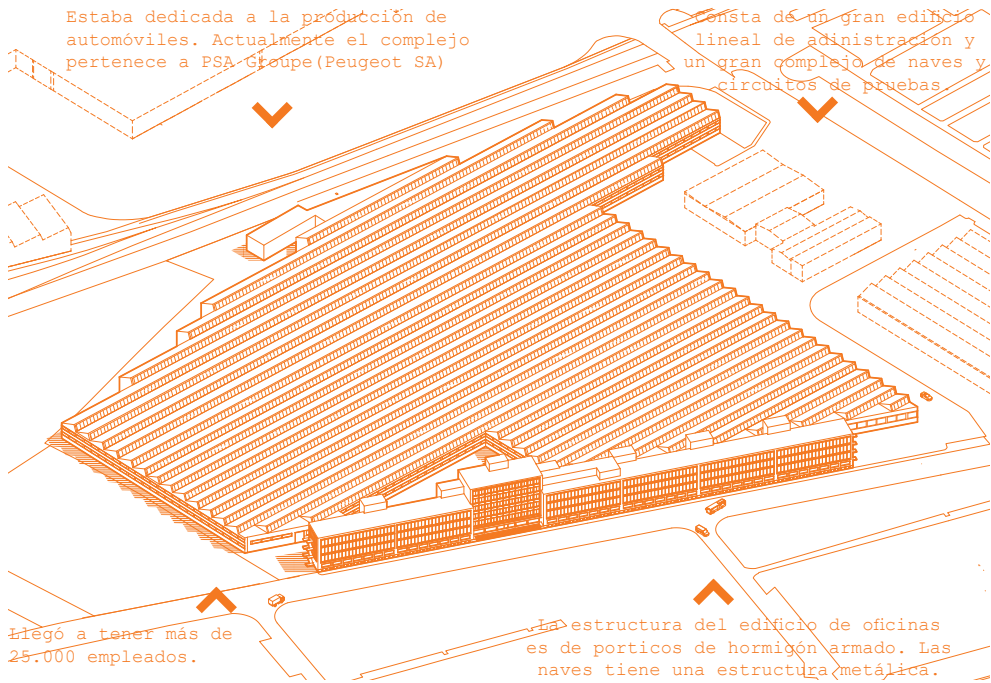 Estaba dedicada a la producción de
automóviles. Actualmente el complejo
pertenece a PSA Groupe(Peugeot SA)
Consta de un gran edificio
lineal de adinistración y
un gran complejo de naves y
circuitos de pruebas.
Llegó a tener más de
25.000 empleados.
La estructura del edificio de oficinas
es de porticos de hormigón armado. Las
naves tiene una estructura metálica.